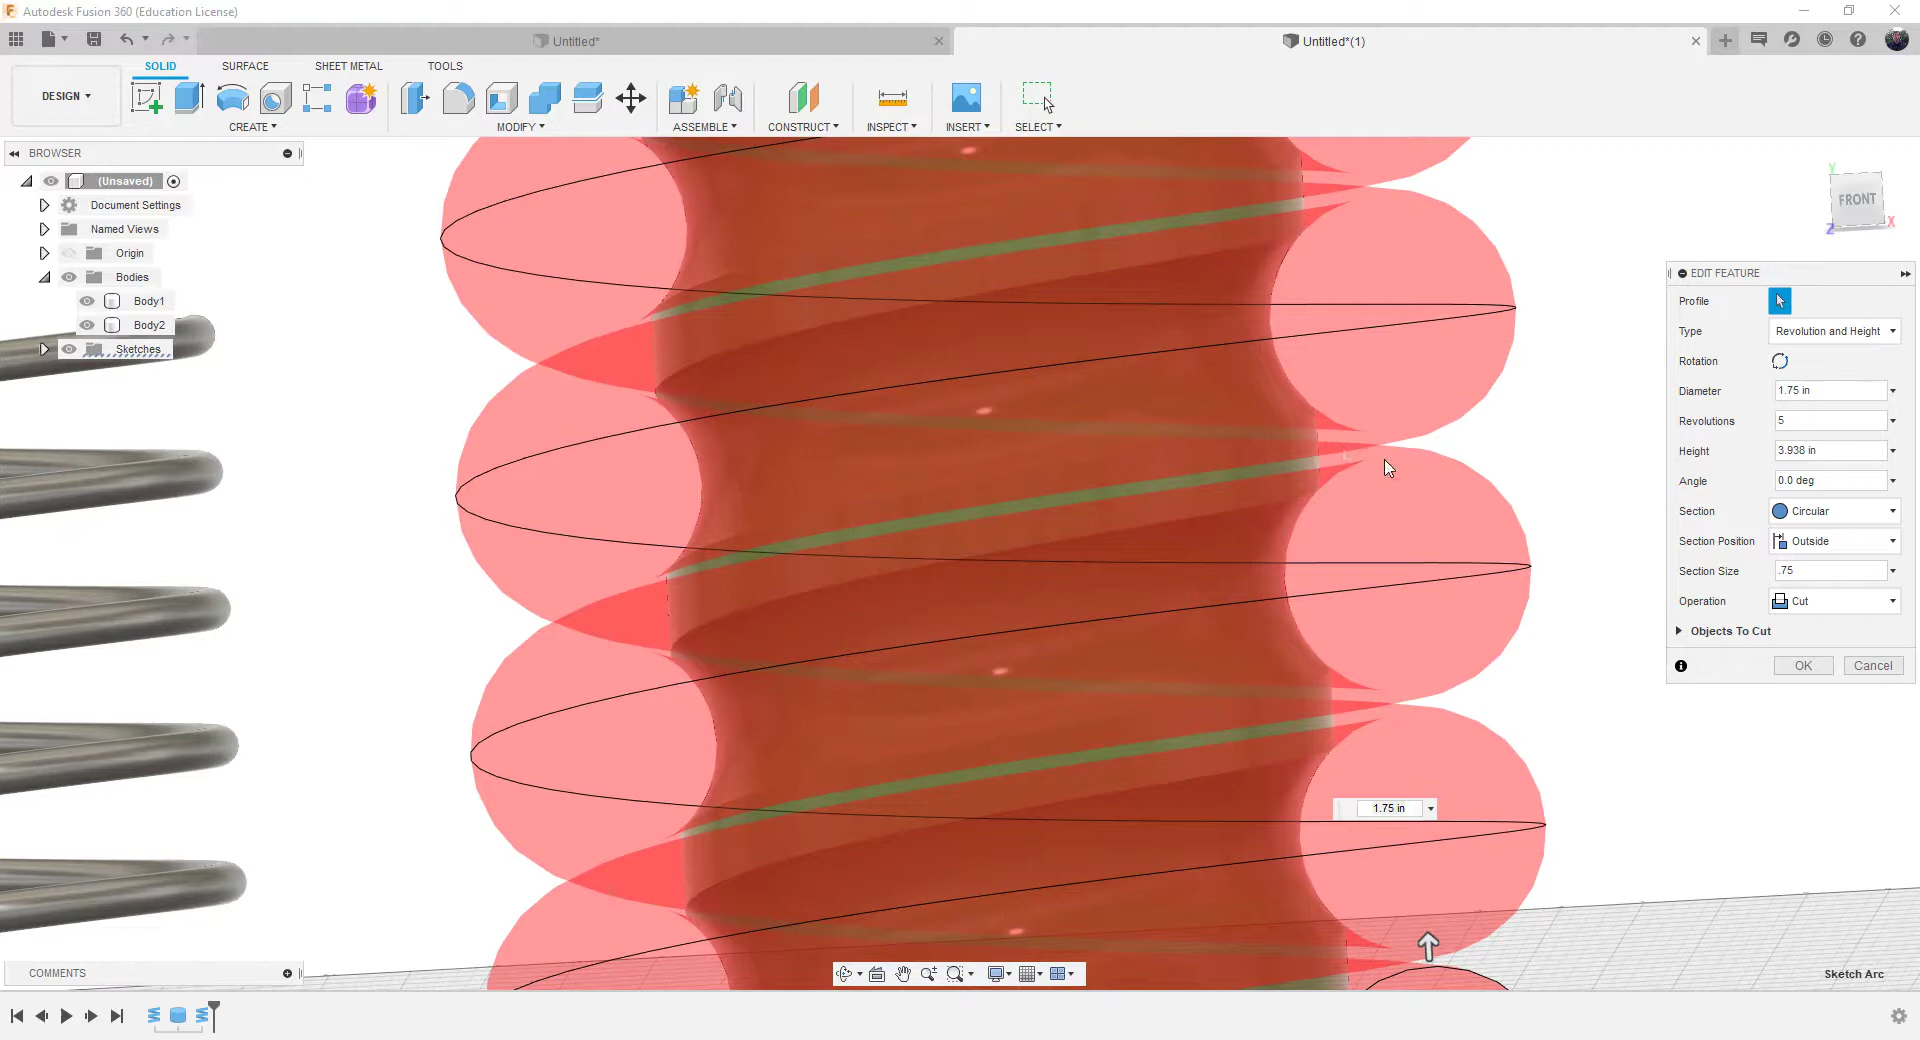 Autodesk Fusion 360 (Education License)
Untitled*
Untitled*(1)
SOLID
SURFACE
SHEET METAL
TOOLS
DESIGN
CREATE
MODIFY
ASSEMBLE
CONSTRUCT
INSPECT
INSERT
SELECT
BROWSER
(Unsaved)
Document Settings
Named Views
Origin
Bodies
Body1
Body2
Sketches
Y
FRONT
X
Z
EDIT FEATURE
Profile
Type Revolution and Height
Rotation
Diameter 1.75 in
Revolutions 5
Height 3.938 in
Angle 0.0 deg
Section Circular
Section Position Outside
Section Size .75
Operation Cut
Objects To Cut
OK Cancel
1.75 in
COMMENTS
Sketch Arc